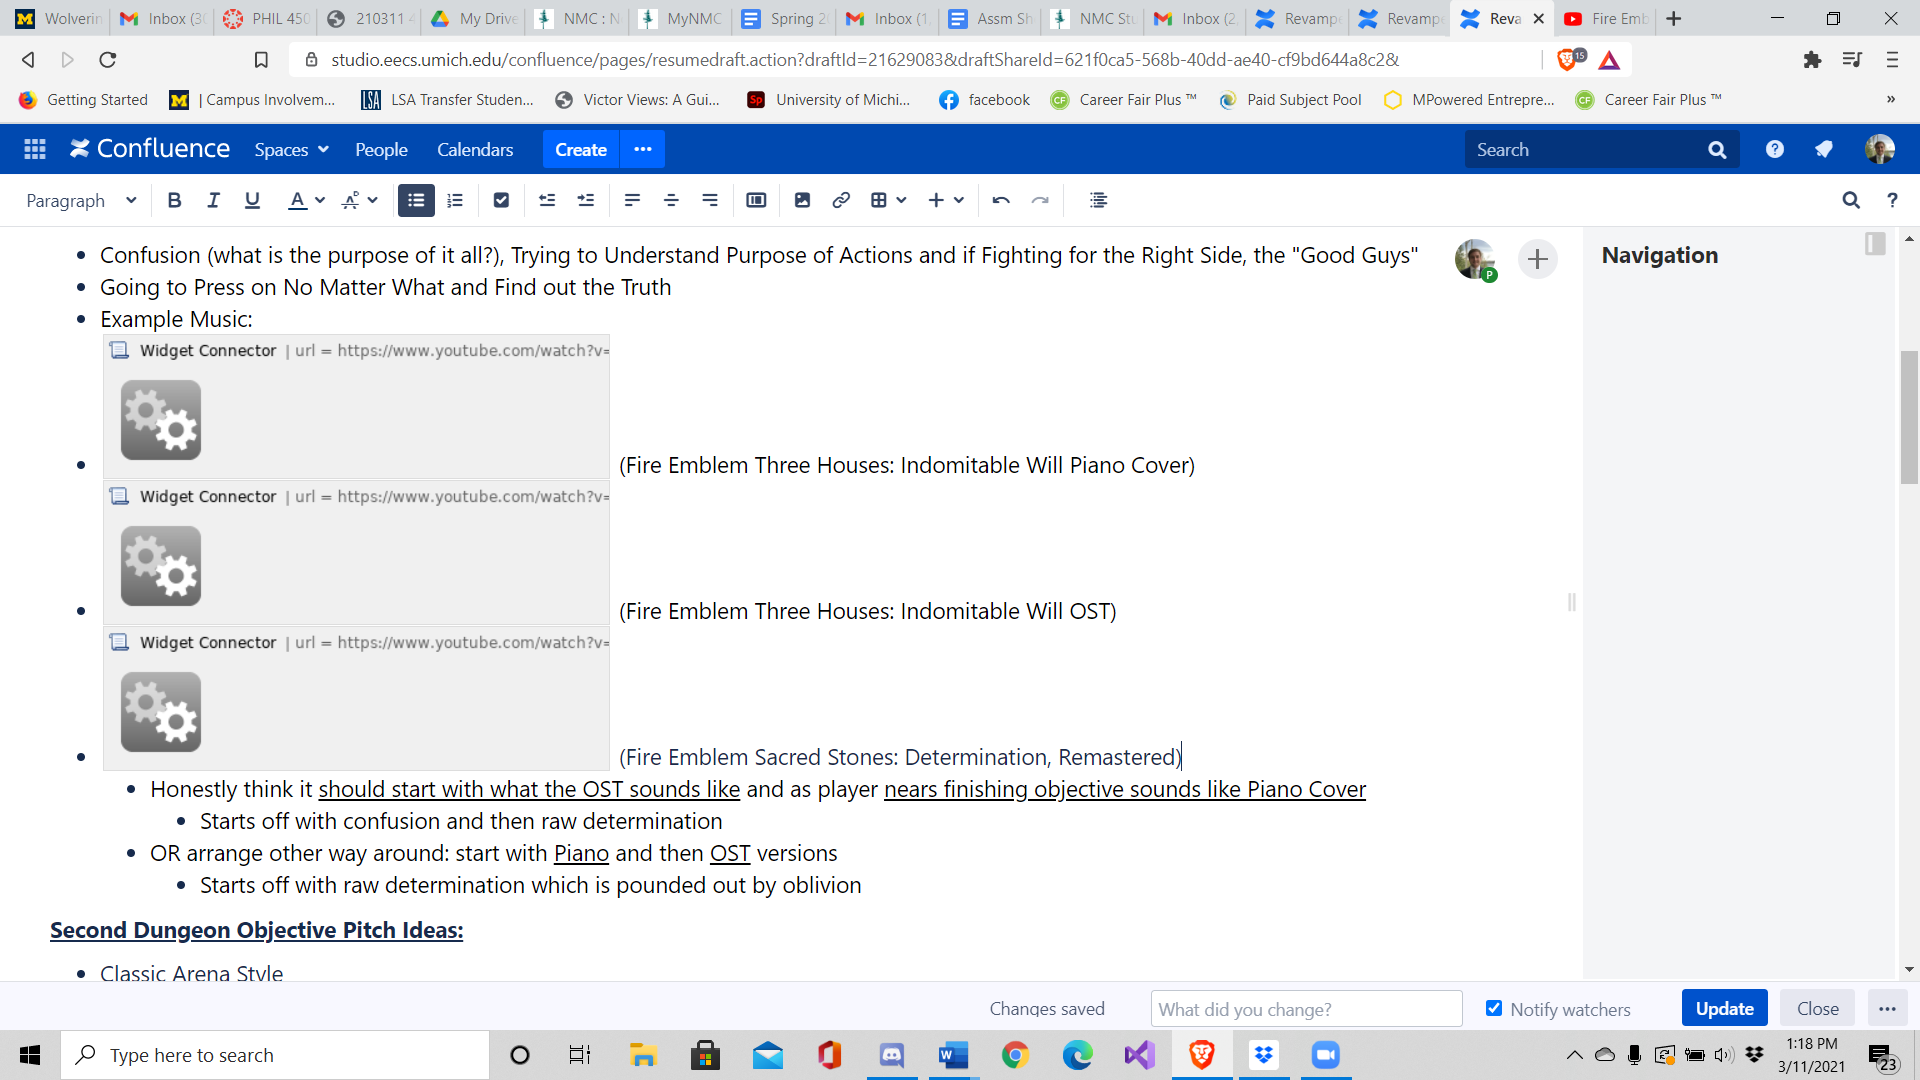 Wolverin
Inbox (30
PHIL 450
210311 4
My Drive
NMC : N
MyNMC
Spring 2
Inbox (1,
Assm Sh
NMC Stu
Inbox (2,
Revampe
Revampe
Reva
Fire Emb
studio.eecs.umich.edu/confluence/pages/resumedraft.action?draftId=21629083&draftShareId=621f0ca5-568b-40dd-ae40-cf9bd644a8c2&
15
Getting Started
| Campus Involvem...
LSA
LSA Transfer Studen...
Victor Views: A Gui...
Sp
University of Michi...
facebook
CF
Career Fair Plus ™
Paid Subject Pool
MPowered Entrepre...
CF
Career Fair Plus ™
»
Confluence
Spaces
People
Calendars
Create
Search
Paragraph
B I U A
Confusion (what is the purpose of it all?), Trying to Understand Purpose of Actions and if Fighting for the Right Side, the "Good Guys"
P
Navigation
Going to Press on No Matter What and Find out the Truth
Example Music:
Widget Connector | url = https://www.youtube.com/watch?v=
(Fire Emblem Three Houses: Indomitable Will Piano Cover)
Widget Connector | url = https://www.youtube.com/watch?v=
(Fire Emblem Three Houses: Indomitable Will OST)
Widget Connector | url = https://www.youtube.com/watch?v=
(Fire Emblem Sacred Stones: Determination, Remastered)
Honestly think it should start with what the OST sounds like and as player nears finishing objective sounds like Piano Cover
Starts off with confusion and then raw determination
OR arrange other way around: start with Piano and then OST versions
Starts off with raw determination which is pounded out by oblivion
Second Dungeon Objective Pitch Ideas:
Classic Arena Style
Changes saved
What did you change?
Notify watchers
Update
Close
Type here to search
1:18 PM
3/11/2021
23